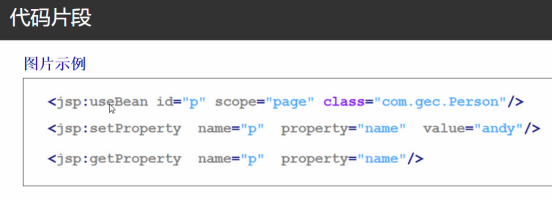 代码片段
图片示例
<jsp:useBean id="p" scope="page" class="com.gec.Person"/>
<jsp:setProperty name="p" property="name" value="andy"/>
<jsp:getProperty name="p" property="name"/>